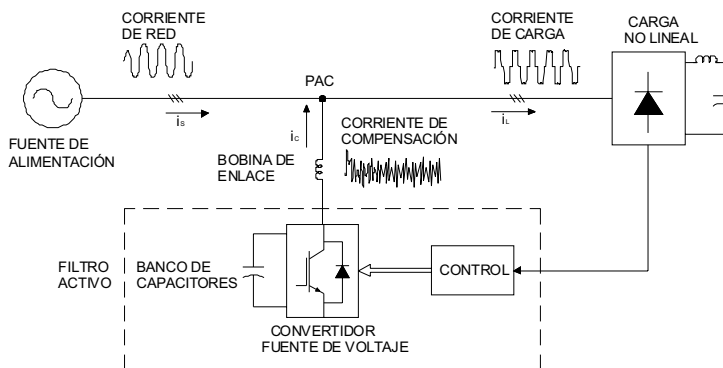 CORRIENTE
DE RED
CORRIENTE
DE CARGA
CARGA
NO LINEAL
PAC
is
ic
iL
FUENTE DE
ALIMENTACIÓN
CORRIENTE DE
COMPENSACIÓN
BOBINA DE
ENLACE
FILTRO
ACTIVO
BANCO DE
CAPACITORES
CONTROL
CONVERTIDOR
FUENTE DE VOLTAJE